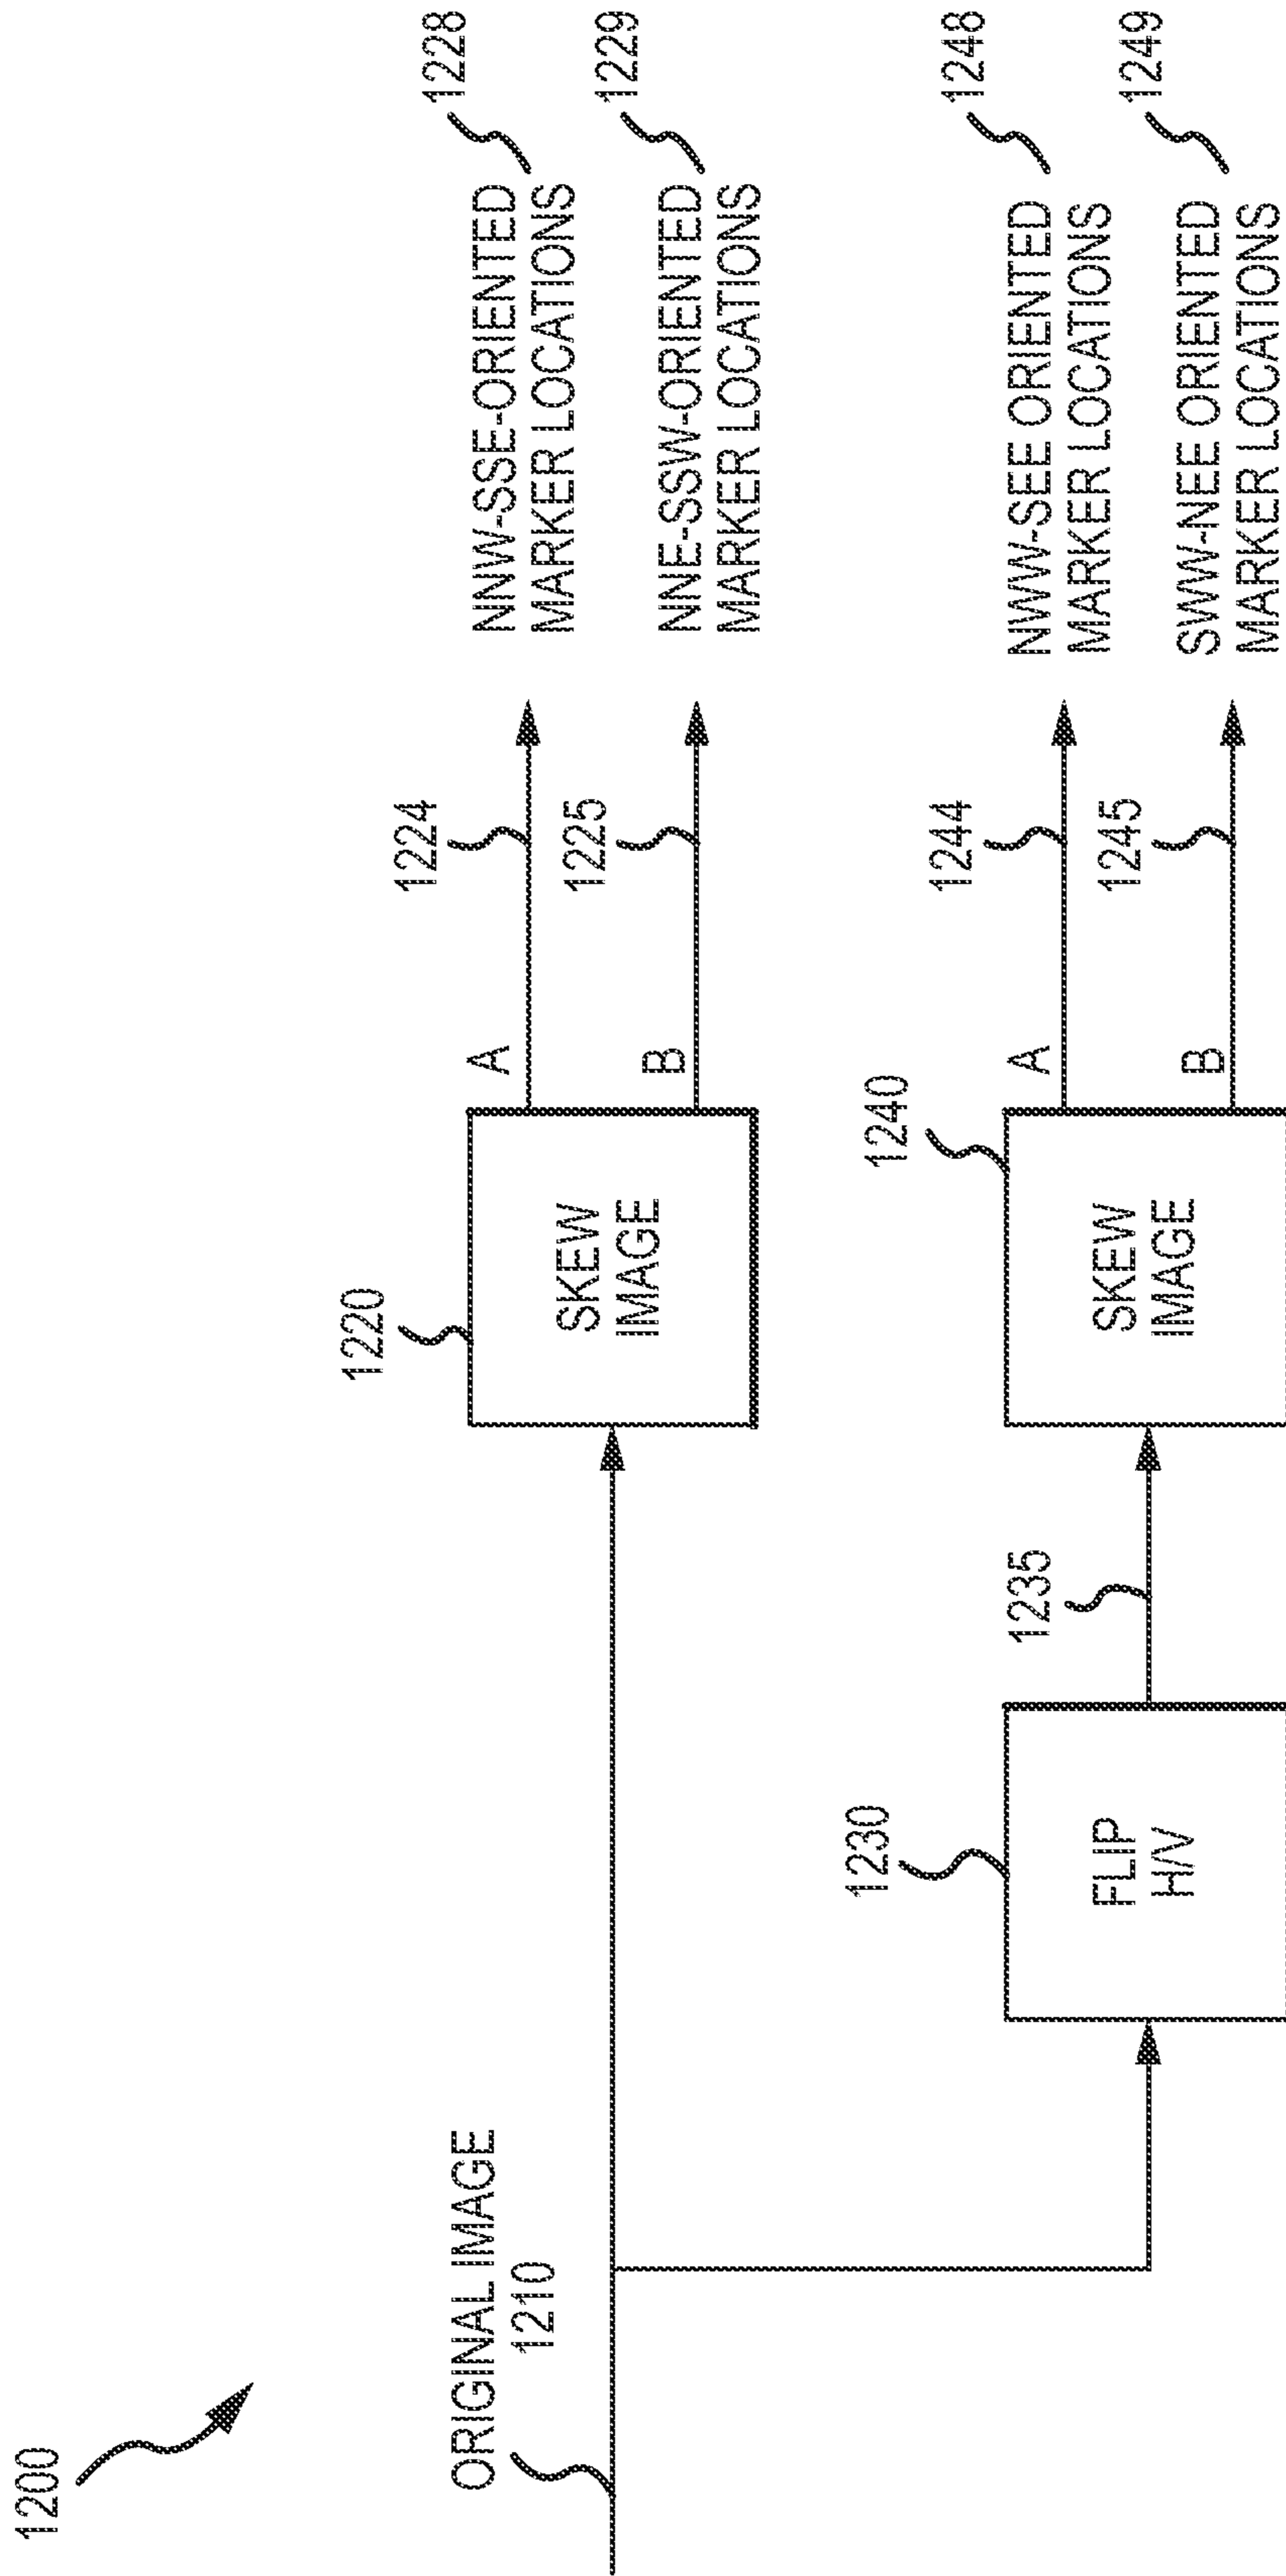 1200
ORIGINAL IMAGE
1210
1220
SKEW
IMAGE
A
1224
NNW-SSE-ORIENTED
MARKER LOCATIONS
1228
B
1225
NNE-SSW-ORIENTED
MARKER LOCATIONS
1229
1230
FLIP
H/V
1235
1240
SKEW
IMAGE
A
1244
NWW-SEE ORIENTED
MARKER LOCATIONS
1248
B
1245
SWW-NEE ORIENTED
MARKER LOCATIONS
1249